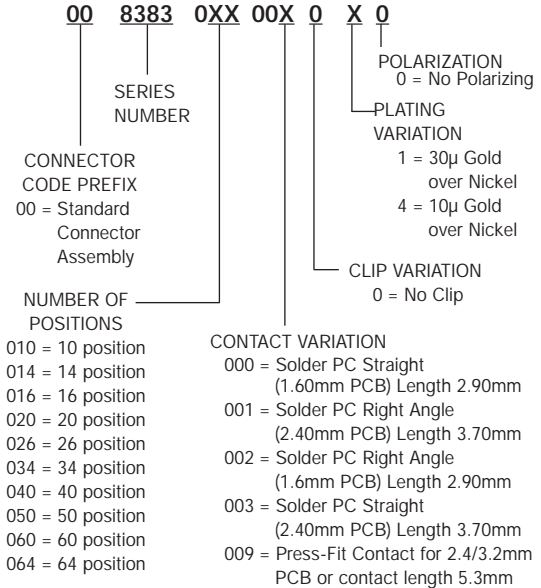 00 8383 0XX 00X 0 X 0
POLARIZATION
0 = No Polarizing
PLATING
VARIATION
1 = 30µ Gold
over Nickel
4 = 10µ Gold
over Nickel
SERIES
NUMBER
CONNECTOR
CODE PREFIX
00 = Standard
Connector
Assembly
CLIP VARIATION
0 = No Clip
NUMBER OF
POSITIONS
010 = 10 position
014 = 14 position
016 = 16 position
020 = 20 position
026 = 26 position
034 = 34 position
040 = 40 position
050 = 50 position
060 = 60 position
064 = 64 position
CONTACT VARIATION
000 = Solder PC Straight
(1.60mm PCB) Length 2.90mm
001 = Solder PC Right Angle
(2.40mm PCB) Length 3.70mm
002 = Solder PC Right Angle
(1.6mm PCB) Length 2.90mm
003 = Solder PC Straight
(2.40mm PCB) Length 3.70mm
009 = Press-Fit Contact for 2.4/3.2mm
PCB or contact length 5.3mm